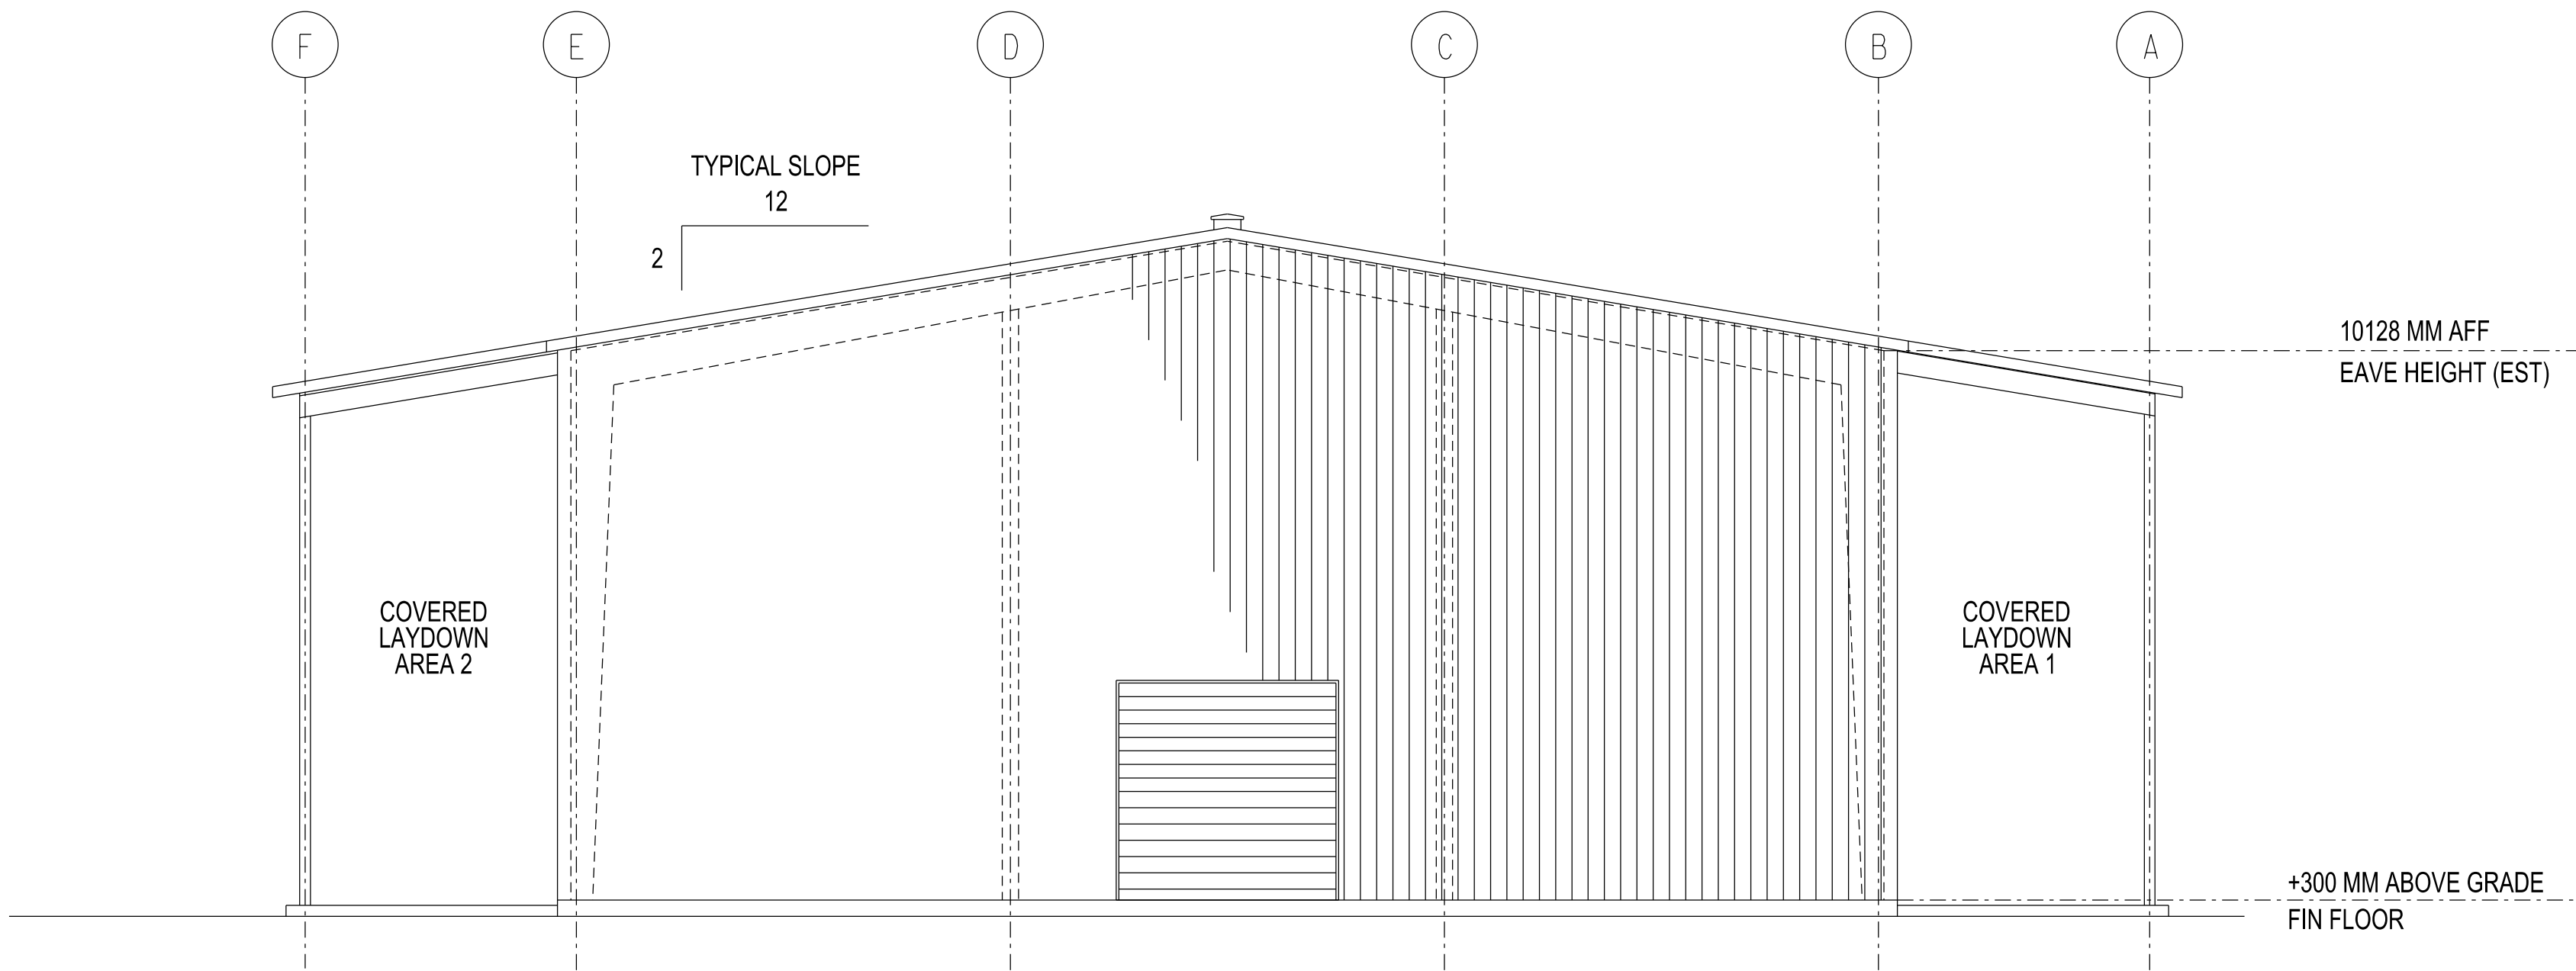 F E D C B A
TYPICAL SLOPE
12
2
10128 MM AFF
EAVE HEIGHT (EST)
COVERED
LAYDOWN
AREA 2
COVERED
LAYDOWN
AREA 1
+300 MM ABOVE GRADE
FIN FLOOR